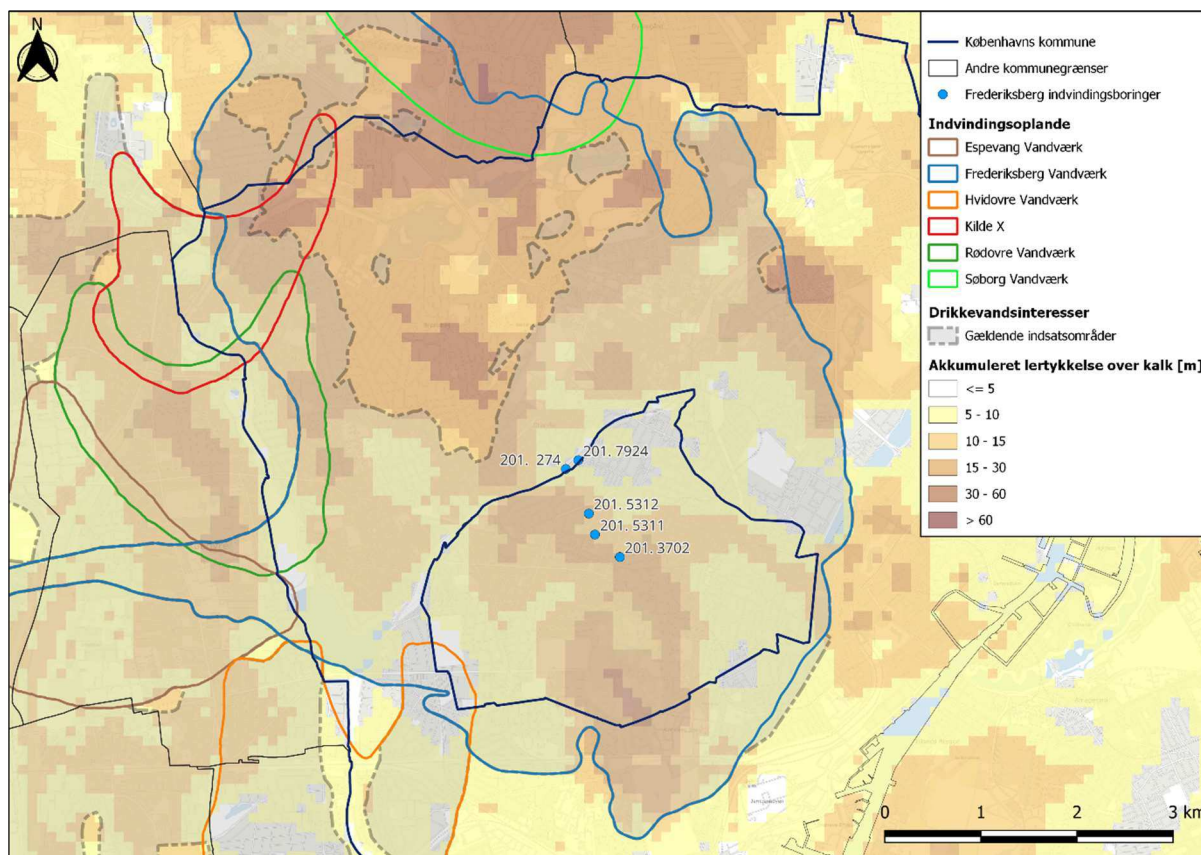 N
Københavns kommune
Andre kommunegrænser
Frederiksberg indvindingsboringer
Indvindingsoplande
Espevang Vandværk
Frederiksberg Vandværk
Hvidovre Vandværk
Kilde X
Rødovre Vandværk
Søborg Vandværk
Drikkevandsinteresser
Gældende indsatsområder
Akkumuleret lertykkelse over kalk [m]
<= 5
5 - 10
10 - 15
15 - 30
30 - 60
> 60
201. 274
201. 7924
201. 5312
201. 5311
201. 3702
0 1 2 3 km